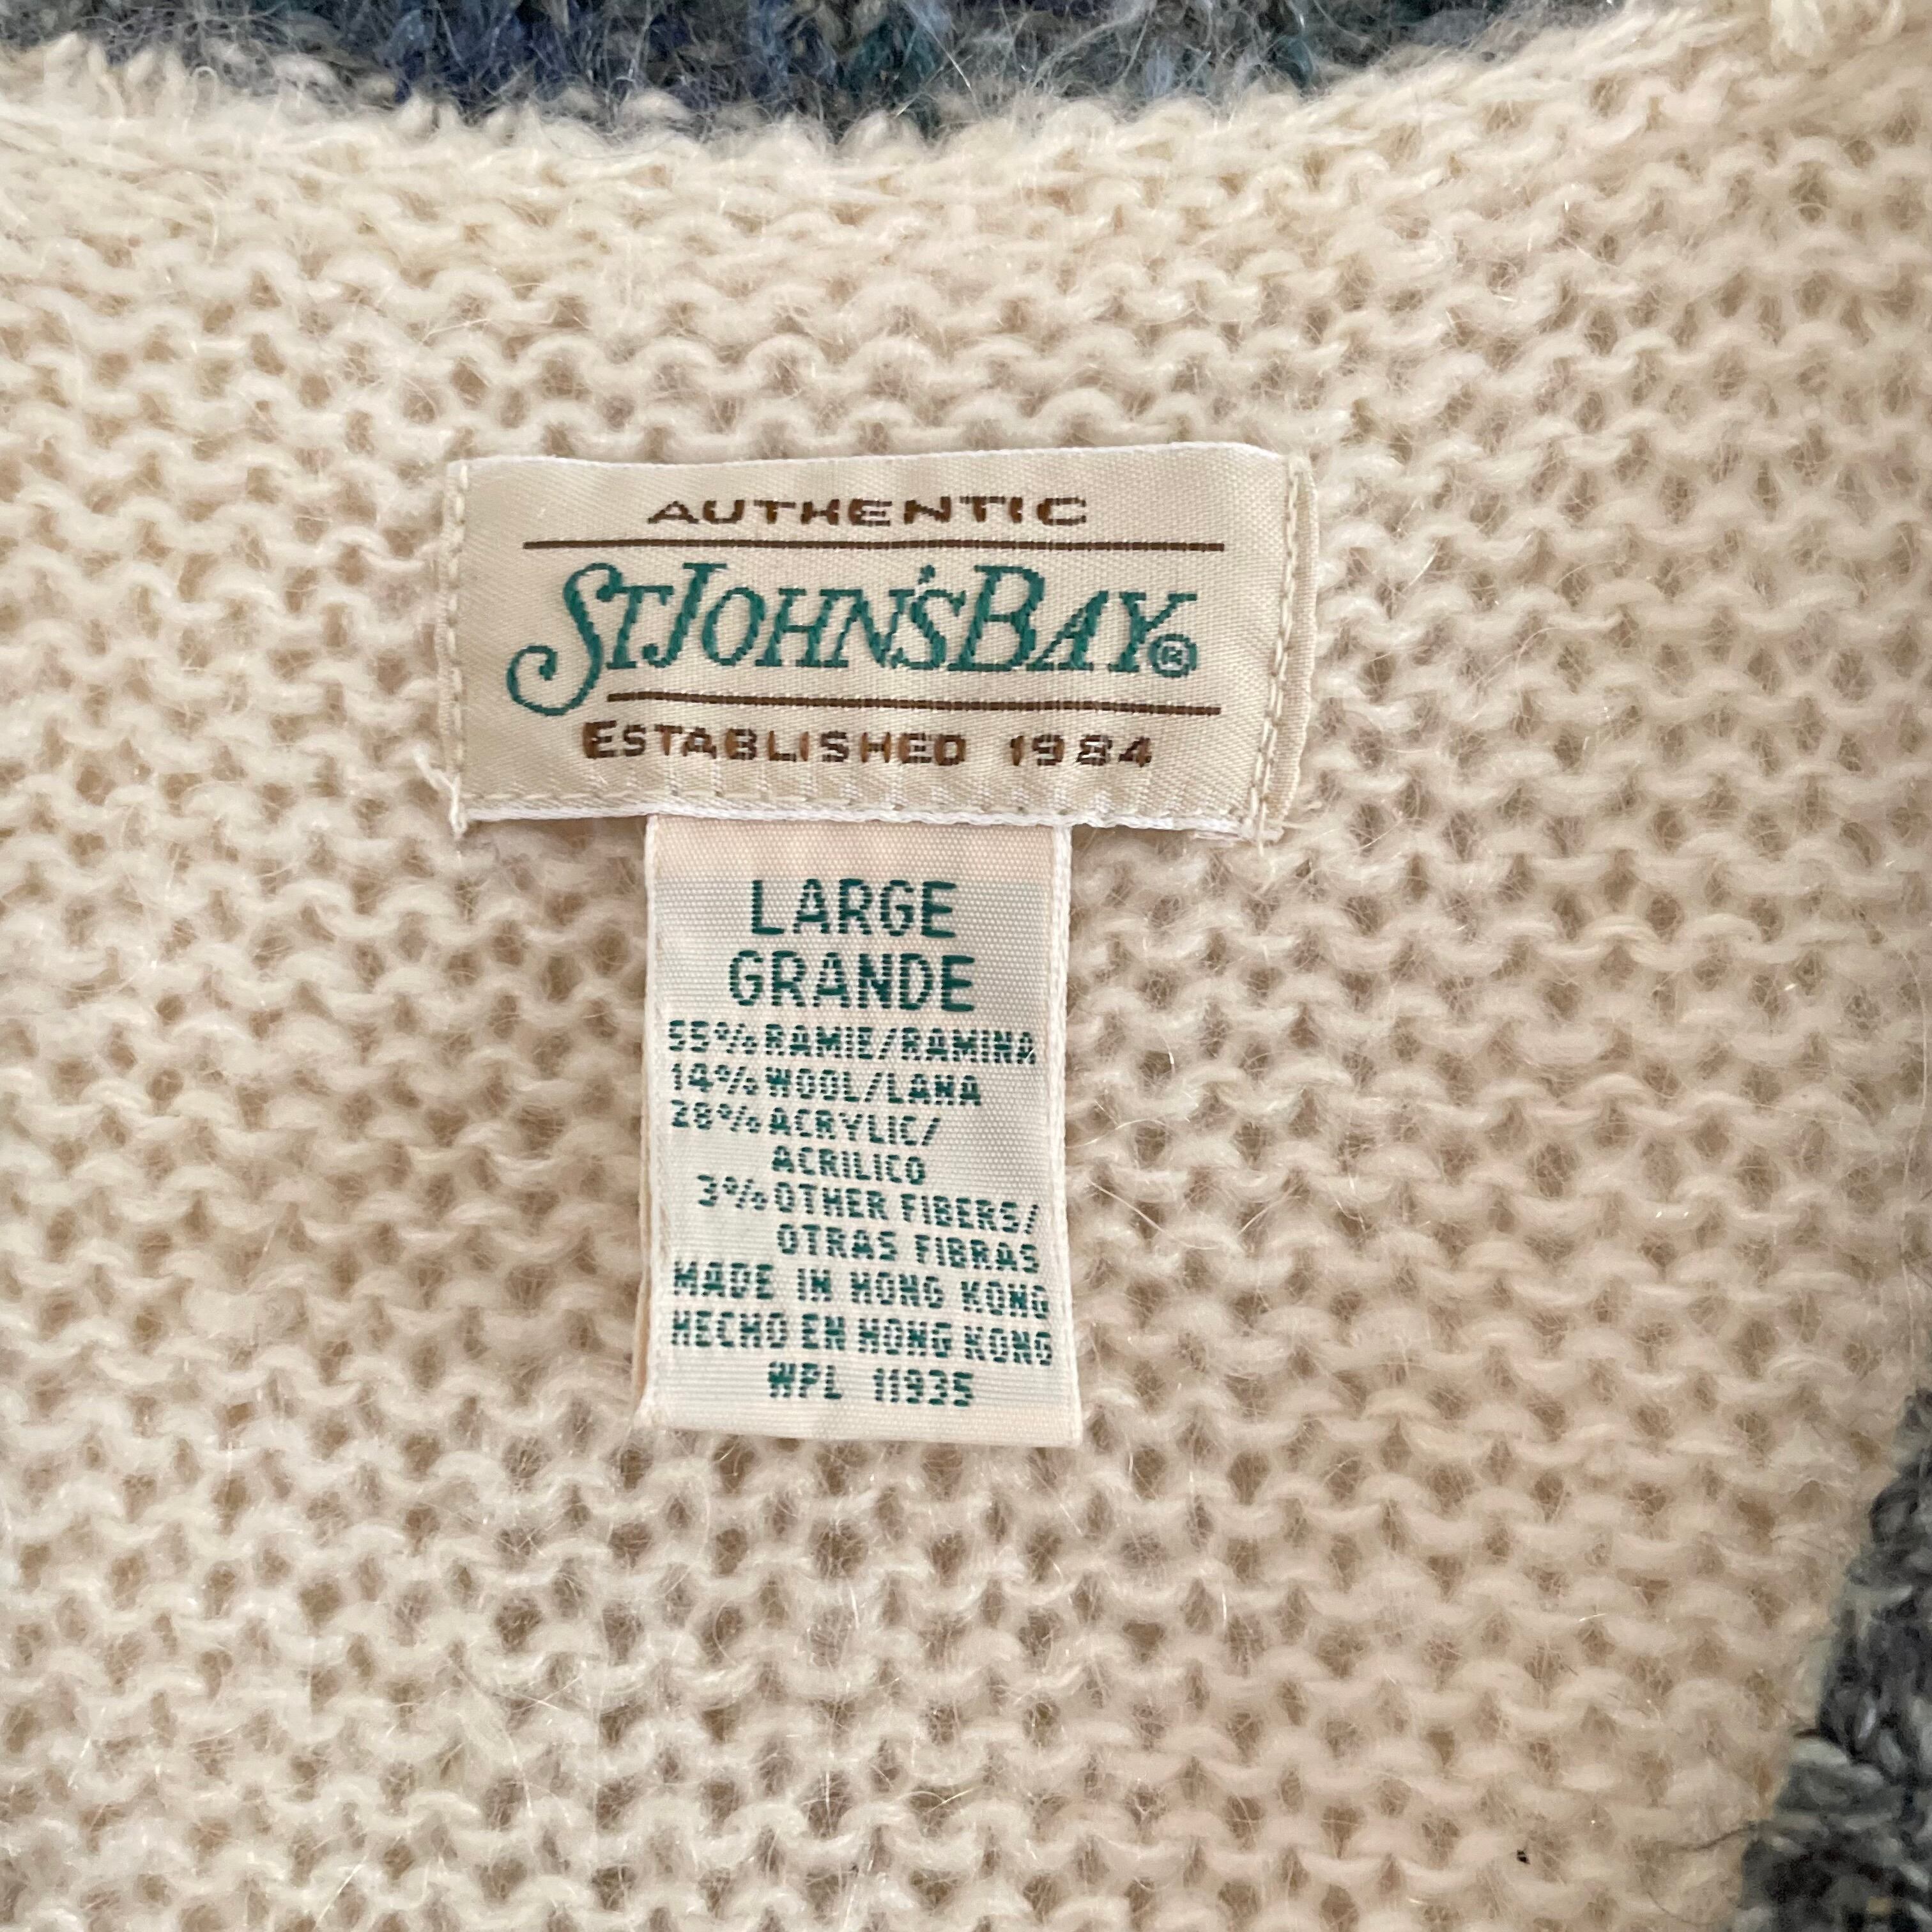 AUTHENTIC
ST JOHN'S BAY®
ESTABLISHED 1984
LARGE
GRANDE
55% RAMIE/RAMINA
14% WOOL/LANA
28% ACRYLIC/
ACRILICO
3% OTHER FIBERS/
OTRAS FIBRAS
MADE IN HONG KONG
HECHO EN HONG KONG
WPL 11935